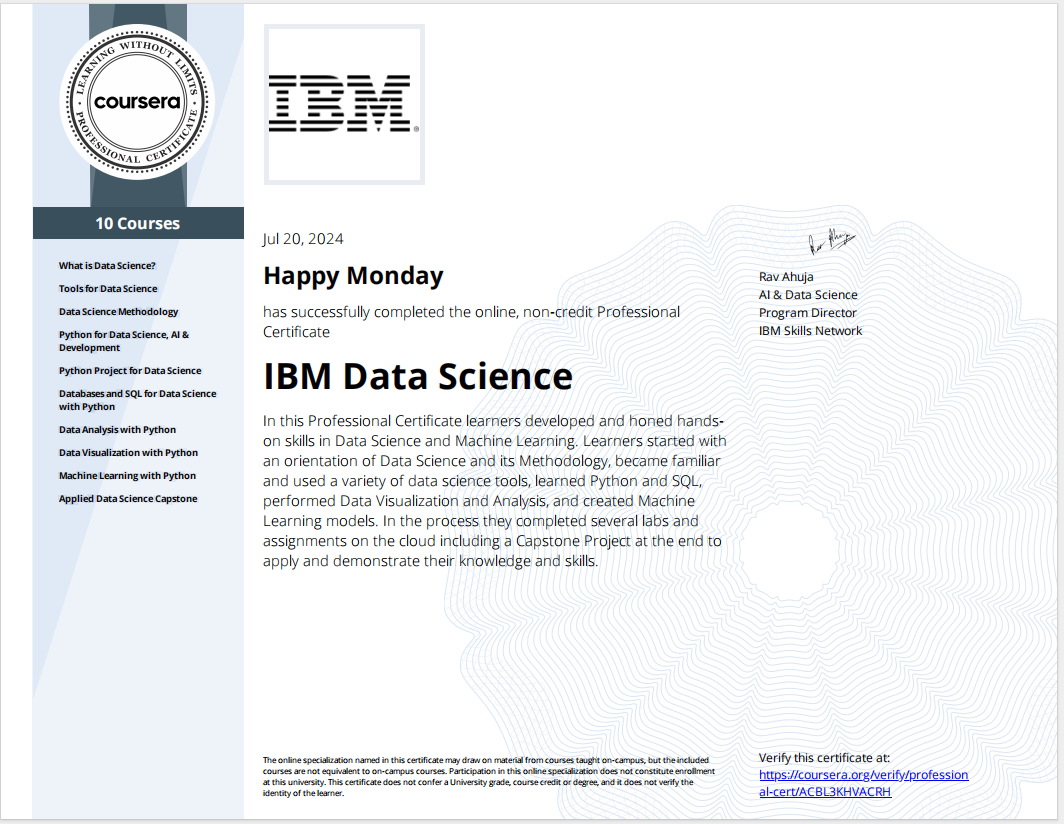 LEARNING WITHOUT LIMITS
coursera
PROFESSIONAL CERTIFICATE
10 Courses
What is Data Science?
Tools for Data Science
Data Science Methodology
Python for Data Science, AI &
Development
Python Project for Data Science
Databases and SQL for Data Science
with Python
Data Analysis with Python
Data Visualization with Python
Machine Learning with Python
Applied Data Science Capstone
IBM®
Jul 20, 2024
Happy Monday
has successfully completed the online, non-credit Professional
Certificate
IBM Data Science
In this Professional Certificate learners developed and honed hands-
on skills in Data Science and Machine Learning. Learners started with
an orientation of Data Science and its Methodology, became familiar
and used a variety of data science tools, learned Python and SQL,
performed Data Visualization and Analysis, and created Machine
Learning models. In the process they completed several labs and
assignments on the cloud including a Capstone Project at the end to
apply and demonstrate their knowledge and skills.
Rav Ahuja
Rav Ahuja
AI & Data Science
Program Director
IBM Skills Network
The online specialization named in this certificate may draw on material from courses taught on-campus, but the included
courses are not equivalent to on-campus courses. Participation in this online specialization does not constitute enrollment
at this university. This certificate does not confer a University grade, course credit or degree, and it does not verify the
identity of the learner.
Verify this certificate at:
https://coursera.org/verify/profession
al-cert/ACBL3KHVACRH